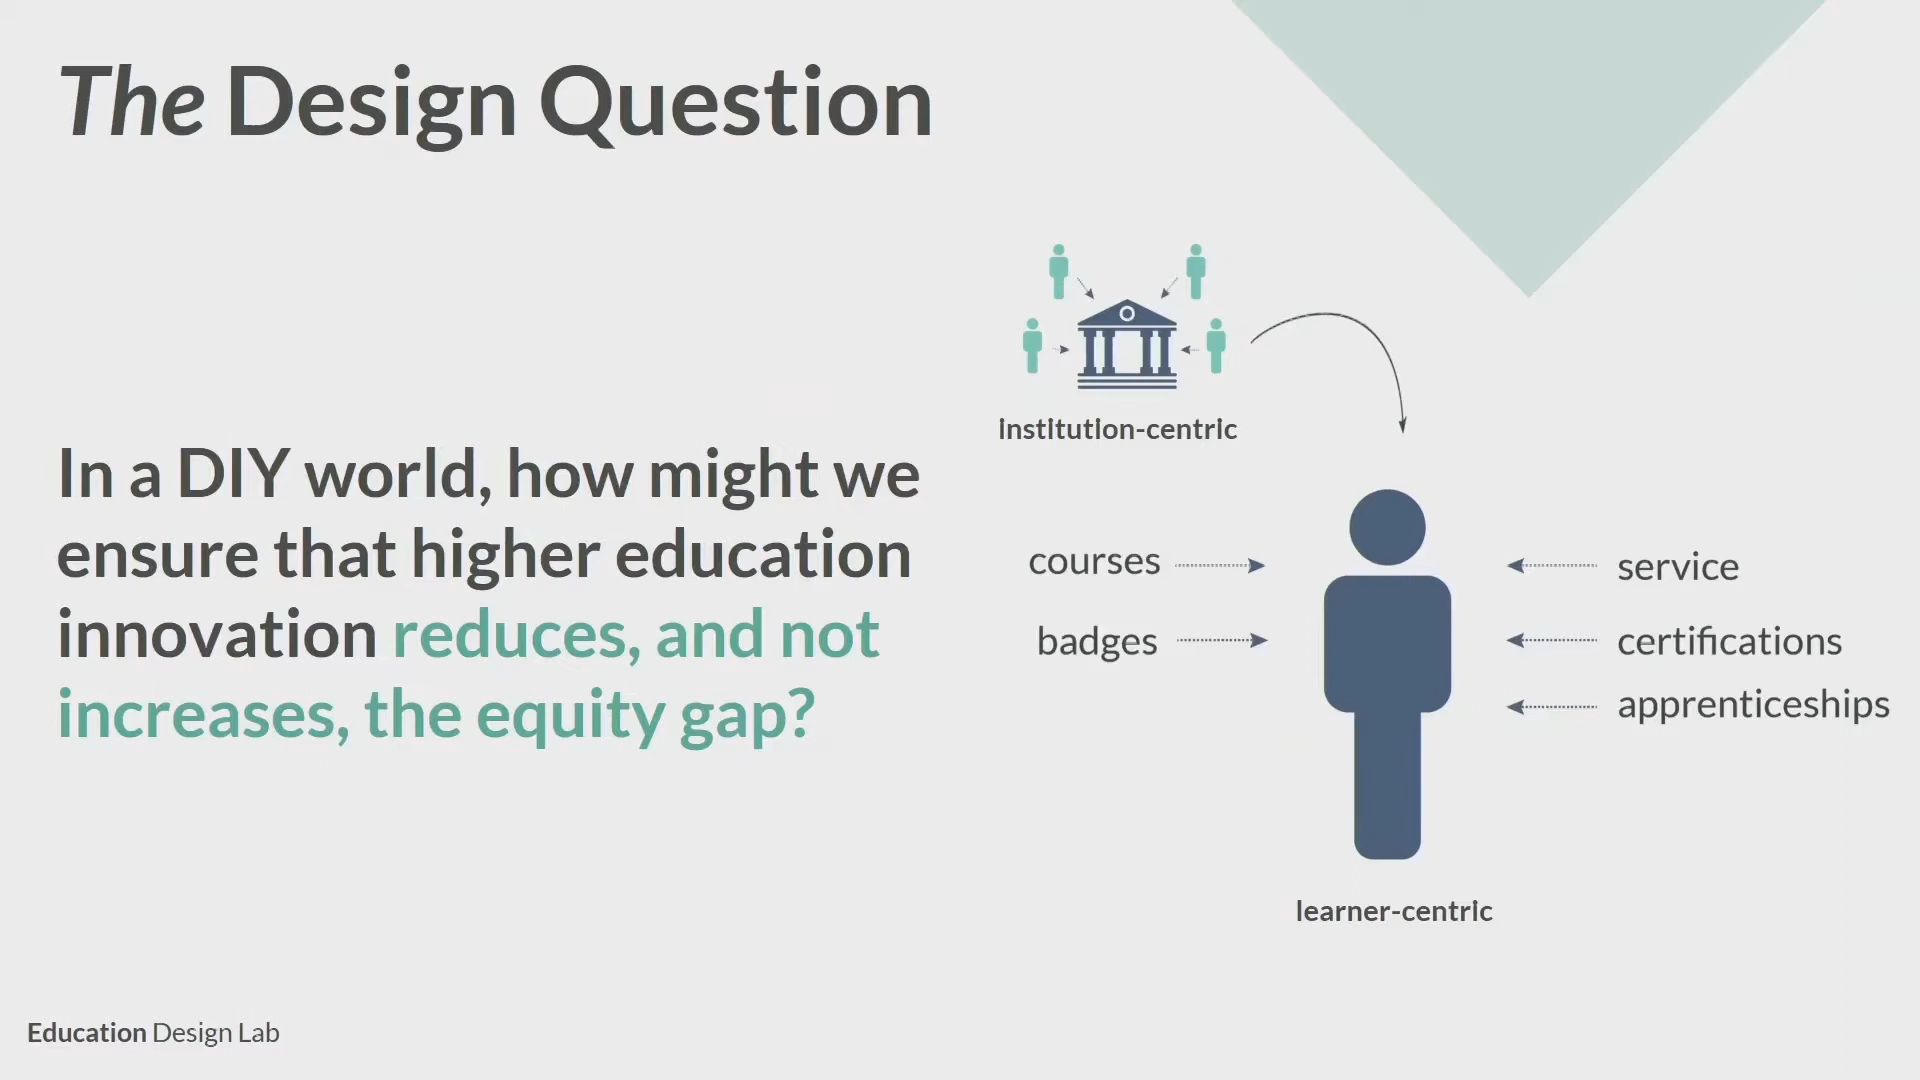 The Design Question
In a DIY world, how might we
ensure that higher education
innovation reduces, and not
increases, the equity gap?
institution-centric
courses
badges
service
certifications
apprenticeships
learner-centric
Education Design Lab